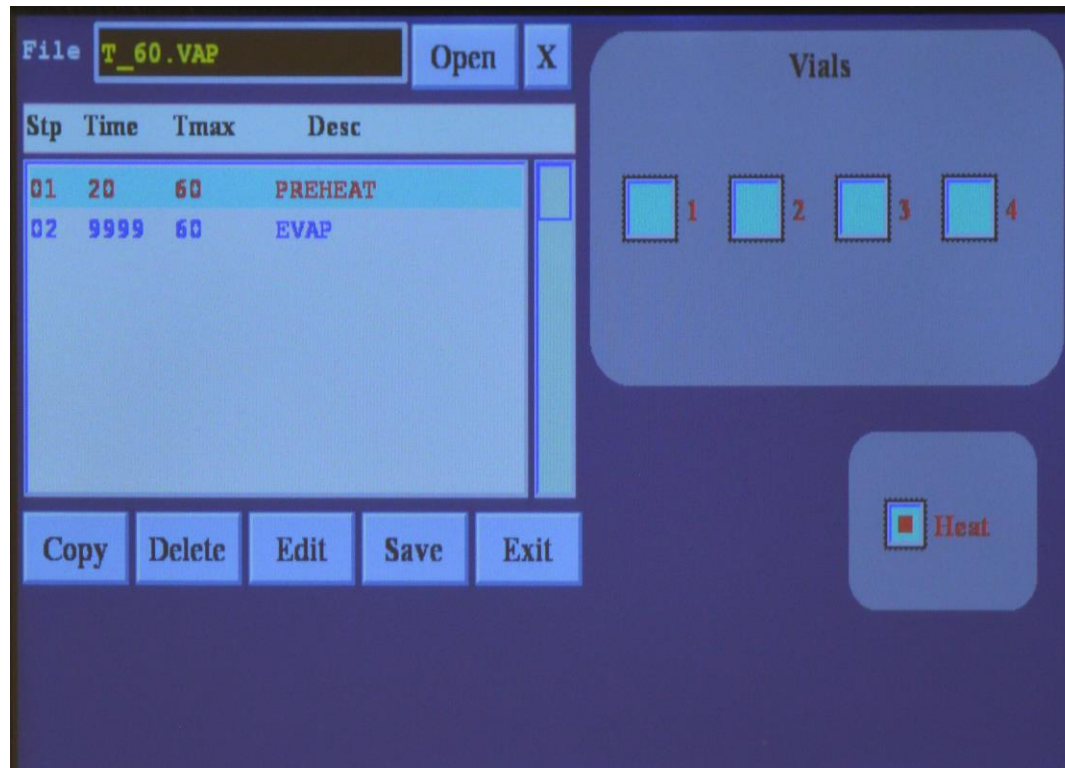 File T_60.VAP Open X
Stp Time Tmax Desc
01 20 60 PREHEAT
02 9999 60 EVAP
Copy Delete Edit Save Exit
Vials
1 2 3 4
Heat